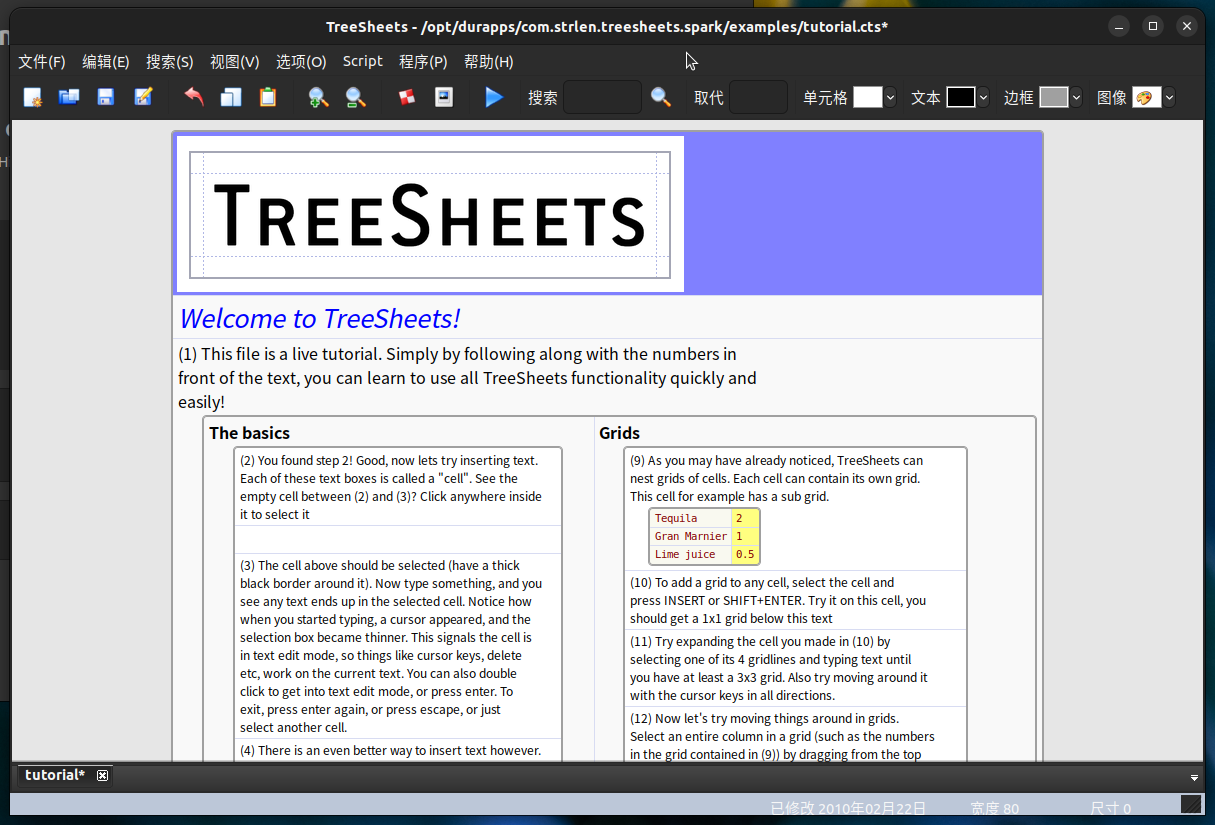 TreeSheets - /opt/durapps/com.strlen.treesheets.spark/examples/tutorial.cts*
文件(F) 编辑(E) 搜索(S) 视图(V) 选项(O) Script 程序(P) 帮助(H)
搜索 取代 单元格 文本 边框 图像
TREESHEETS
Welcome to TreeSheets!
(1) This file is a live tutorial. Simply by following along with the numbers in
front of the text, you can learn to use all TreeSheets functionality quickly and
easily!
The basics
(2) You found step 2! Good, now lets try inserting text.
Each of these text boxes is called a "cell". See the
empty cell between (2) and (3)? Click anywhere inside
it to select it
(3) The cell above should be selected (have a thick
black border around it). Now type something, and you
see any text ends up in the selected cell. Notice how
when you started typing, a cursor appeared, and the
selection box became thinner. This signals the cell is
in text edit mode, so things like cursor keys, delete
etc, work on the current text. You can also double
click to get into text edit mode, or press enter. To
exit, press enter again, or press escape, or just
select another cell.
(4) There is an even better way to insert text however.
Grids
(9) As you may have already noticed, TreeSheets can
nest grids of cells. Each cell can contain its own grid.
This cell for example has a sub grid.
Tequila 2
Gran Marnier 1
Lime juice 0.5
(10) To add a grid to any cell, select the cell and
press INSERT or SHIFT+ENTER. Try it on this cell, you
should get a 1x1 grid below this text
(11) Try expanding the cell you made in (10) by
selecting one of its 4 gridlines and typing text until
you have at least a 3x3 grid. Also try moving around it
with the cursor keys in all directions.
(12) Now let's try moving things around in grids.
Select an entire column in a grid (such as the numbers
in the grid contained in (9)) by dragging from the top
tutorial*
已修改 2010年02月22日 宽度 80 尺寸 0